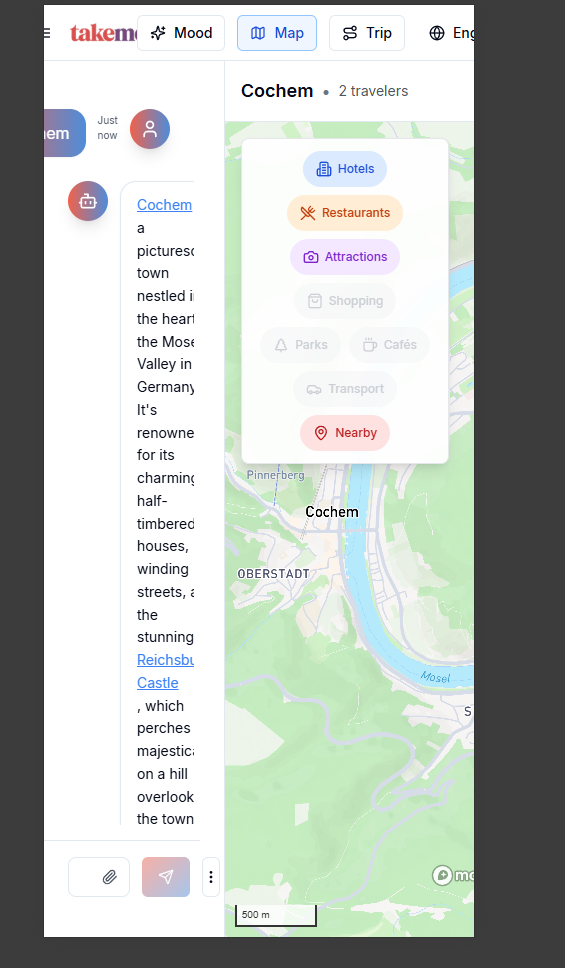 takeme
Mood
Map
Trip
Eng
Cochem
2 travelers
Just
now
Hotels
Restaurants
Attractions
Shopping
Parks
Cafés
Transport
Nearby
Cochem
a
picturesq
town
nestled i
the heart
the Mose
Valley in
Germany
It's
renowne
for its
charming
half-
timbered
houses,
winding
streets, a
the
stunning
Reichsbu
Castle
, which
perches
majestica
on a hill
overlook
the town
Pinnerberg
Cochem
OBERSTADT
Mosel
S
500 m